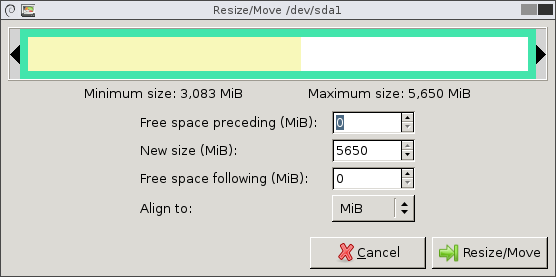 Resize/Move /dev/sda1
Minimum size: 3,083 MiB Maximum size: 5,650 MiB
Free space preceding (MiB): 0
New size (MiB): 5650
Free space following (MiB): 0
Align to: MiB
Cancel Resize/Move